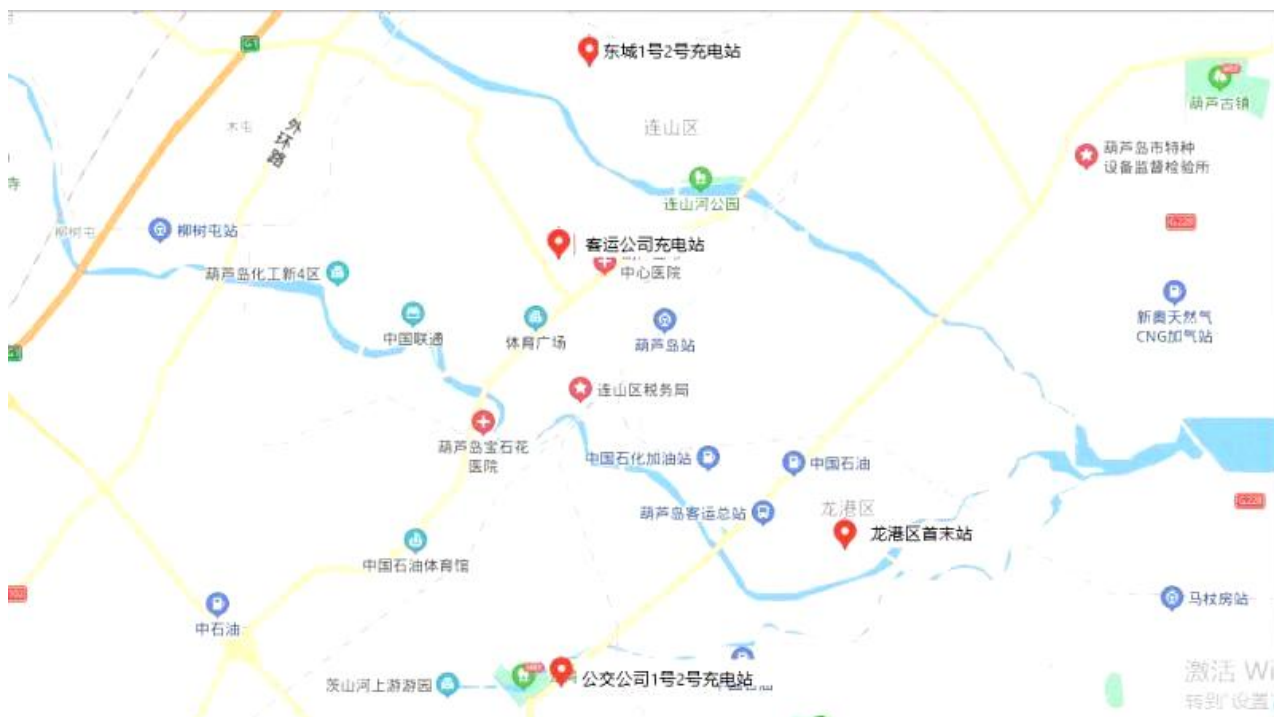 东城1号2号充电站
葫芦古镇
木屯
外环路
连山区
葫芦岛市特种
设备监督检验所
连山河公园
柳树屯
柳树屯站
客运公司充电站
中心医院
葫芦岛化工新4区
中国联通
体育广场
葫芦岛站
新奥天然气
CNG加气站
连山区税务局
葫芦岛宝石花
医院
中国石化加油站
中国石油
葫芦岛客运总站
龙港区
龙港区首末站
中国石油体育馆
马杖房站
中石油
茨山河上游游园
公交公司1号2号充电站
激活 Wi
转到"设置